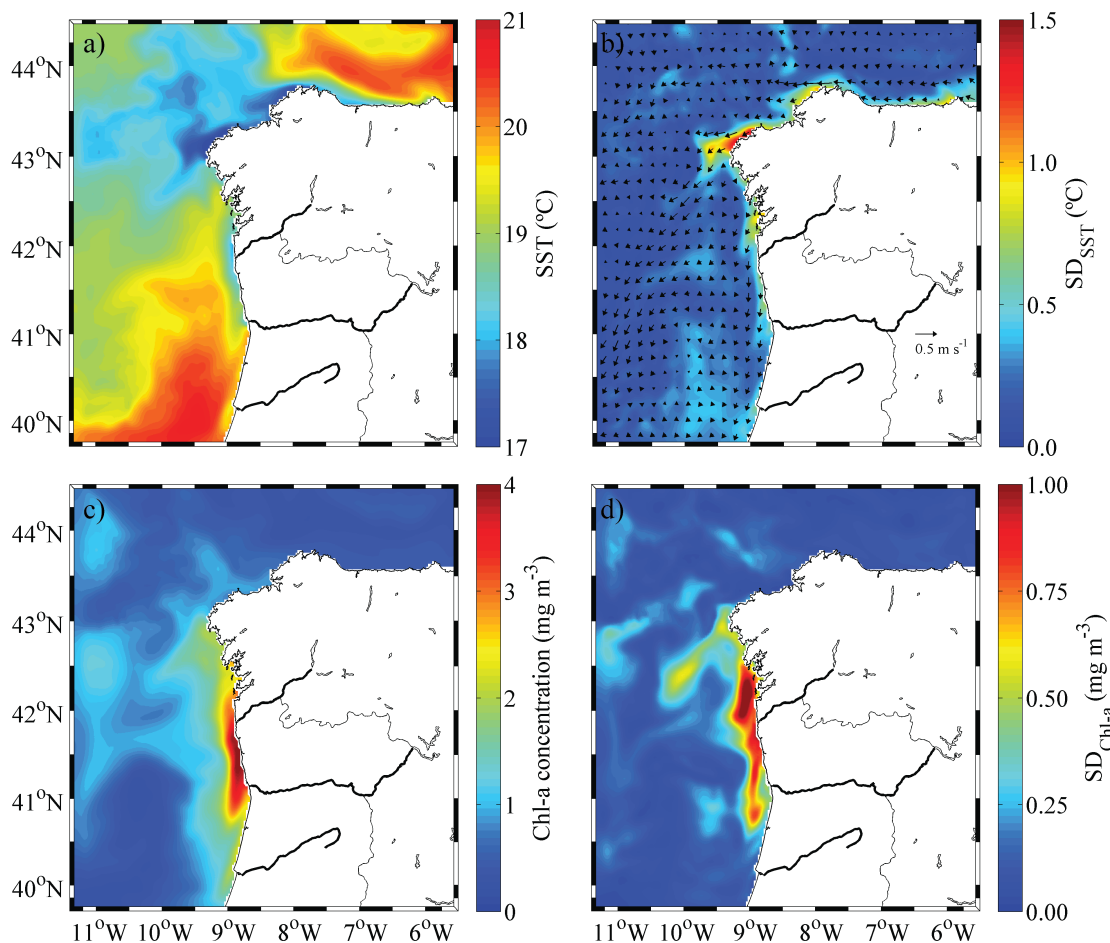 a)
44°N
43°N
42°N
41°N
40°N
21
20
19
18
17
SST (ºC)
b)
0.5 m s⁻¹
1.5
1.0
0.5
0.0
SD_SST (ºC)
c)
44°N
43°N
42°N
41°N
40°N
11°W 10°W 9°W 8°W 7°W 6°W
4
3
2
1
0
Chl-a concentration (mg m⁻³)
d)
11°W 10°W 9°W 8°W 7°W 6°W
1.00
0.75
0.50
0.25
0.00
SD_Chl-a (mg m⁻³)